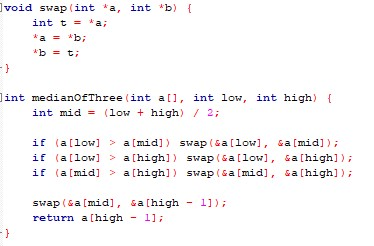 void swap(int *a, int *b) {
    int t = *a;
    *a = *b;
    *b = t;
}

int medianOfThree(int a[], int low, int high) {
    int mid = (low + high) / 2;

    if (a[low] > a[mid]) swap(&a[low], &a[mid]);
    if (a[low] > a[high]) swap(&a[low], &a[high]);
    if (a[mid] > a[high]) swap(&a[mid], &a[high]);

    swap(&a[mid], &a[high - 1]);
    return a[high - 1];
}